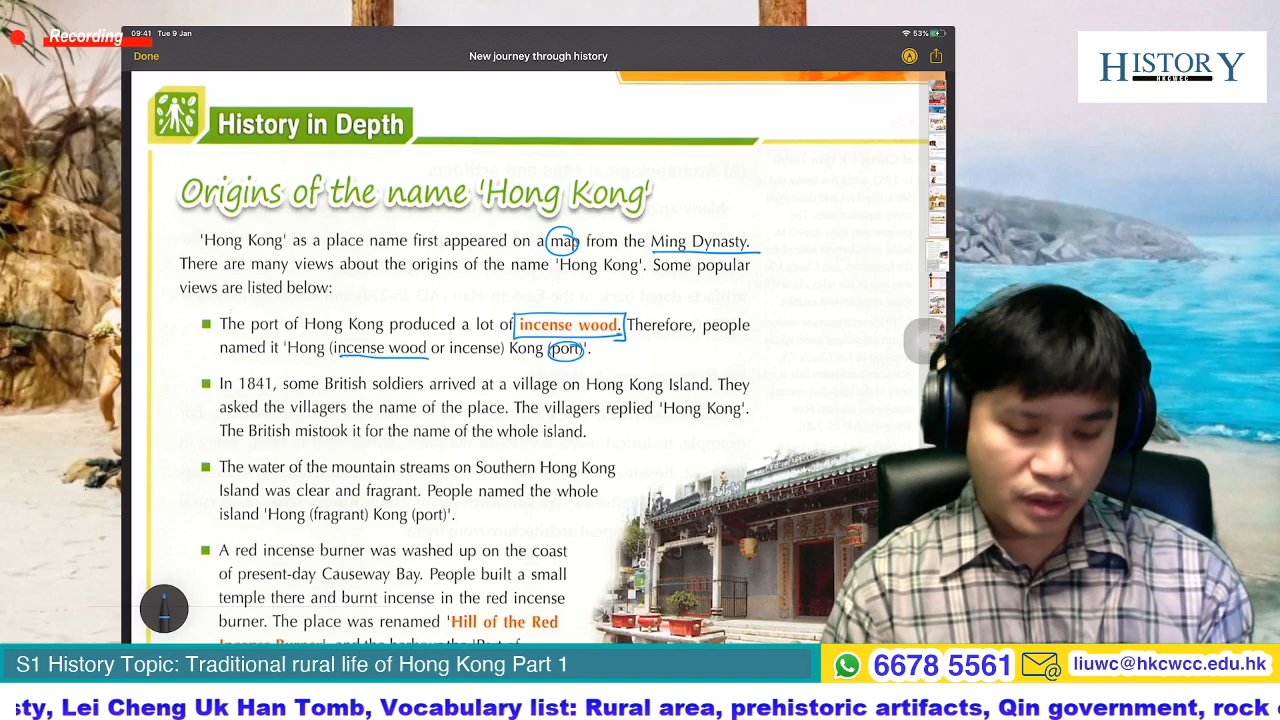 Recording
09:41 Tue 9 Jan
53%
Done
New journey through history
HISTORY
HKCWCC
History in Depth
Origins of the name 'Hong Kong'
'Hong Kong' as a place name first appeared on a map from the Ming Dynasty.
There are many views about the origins of the name 'Hong Kong'. Some popular
views are listed below:
The port of Hong Kong produced a lot of incense wood. Therefore, people
named it 'Hong (incense wood or incense) Kong (port)'.
In 1841, some British soldiers arrived at a village on Hong Kong Island. They
asked the villagers the name of the place. The villagers replied 'Hong Kong'.
The British mistook it for the name of the whole island.
The water of the mountain streams on Southern Hong Kong
Island was clear and fragrant. People named the whole
island 'Hong (fragrant) Kong (port)'.
A red incense burner was washed up on the coast
of present-day Causeway Bay. People built a small
temple there and burnt incense in the red incense
burner. The place was renamed 'Hill of the Red
S1 History Topic: Traditional rural life of Hong Kong Part 1
6678 5561
liuwc@hkcwcc.edu.hk
sty, Lei Cheng Uk Han Tomb, Vocabulary list: Rural area, prehistoric artifacts, Qin government, rock